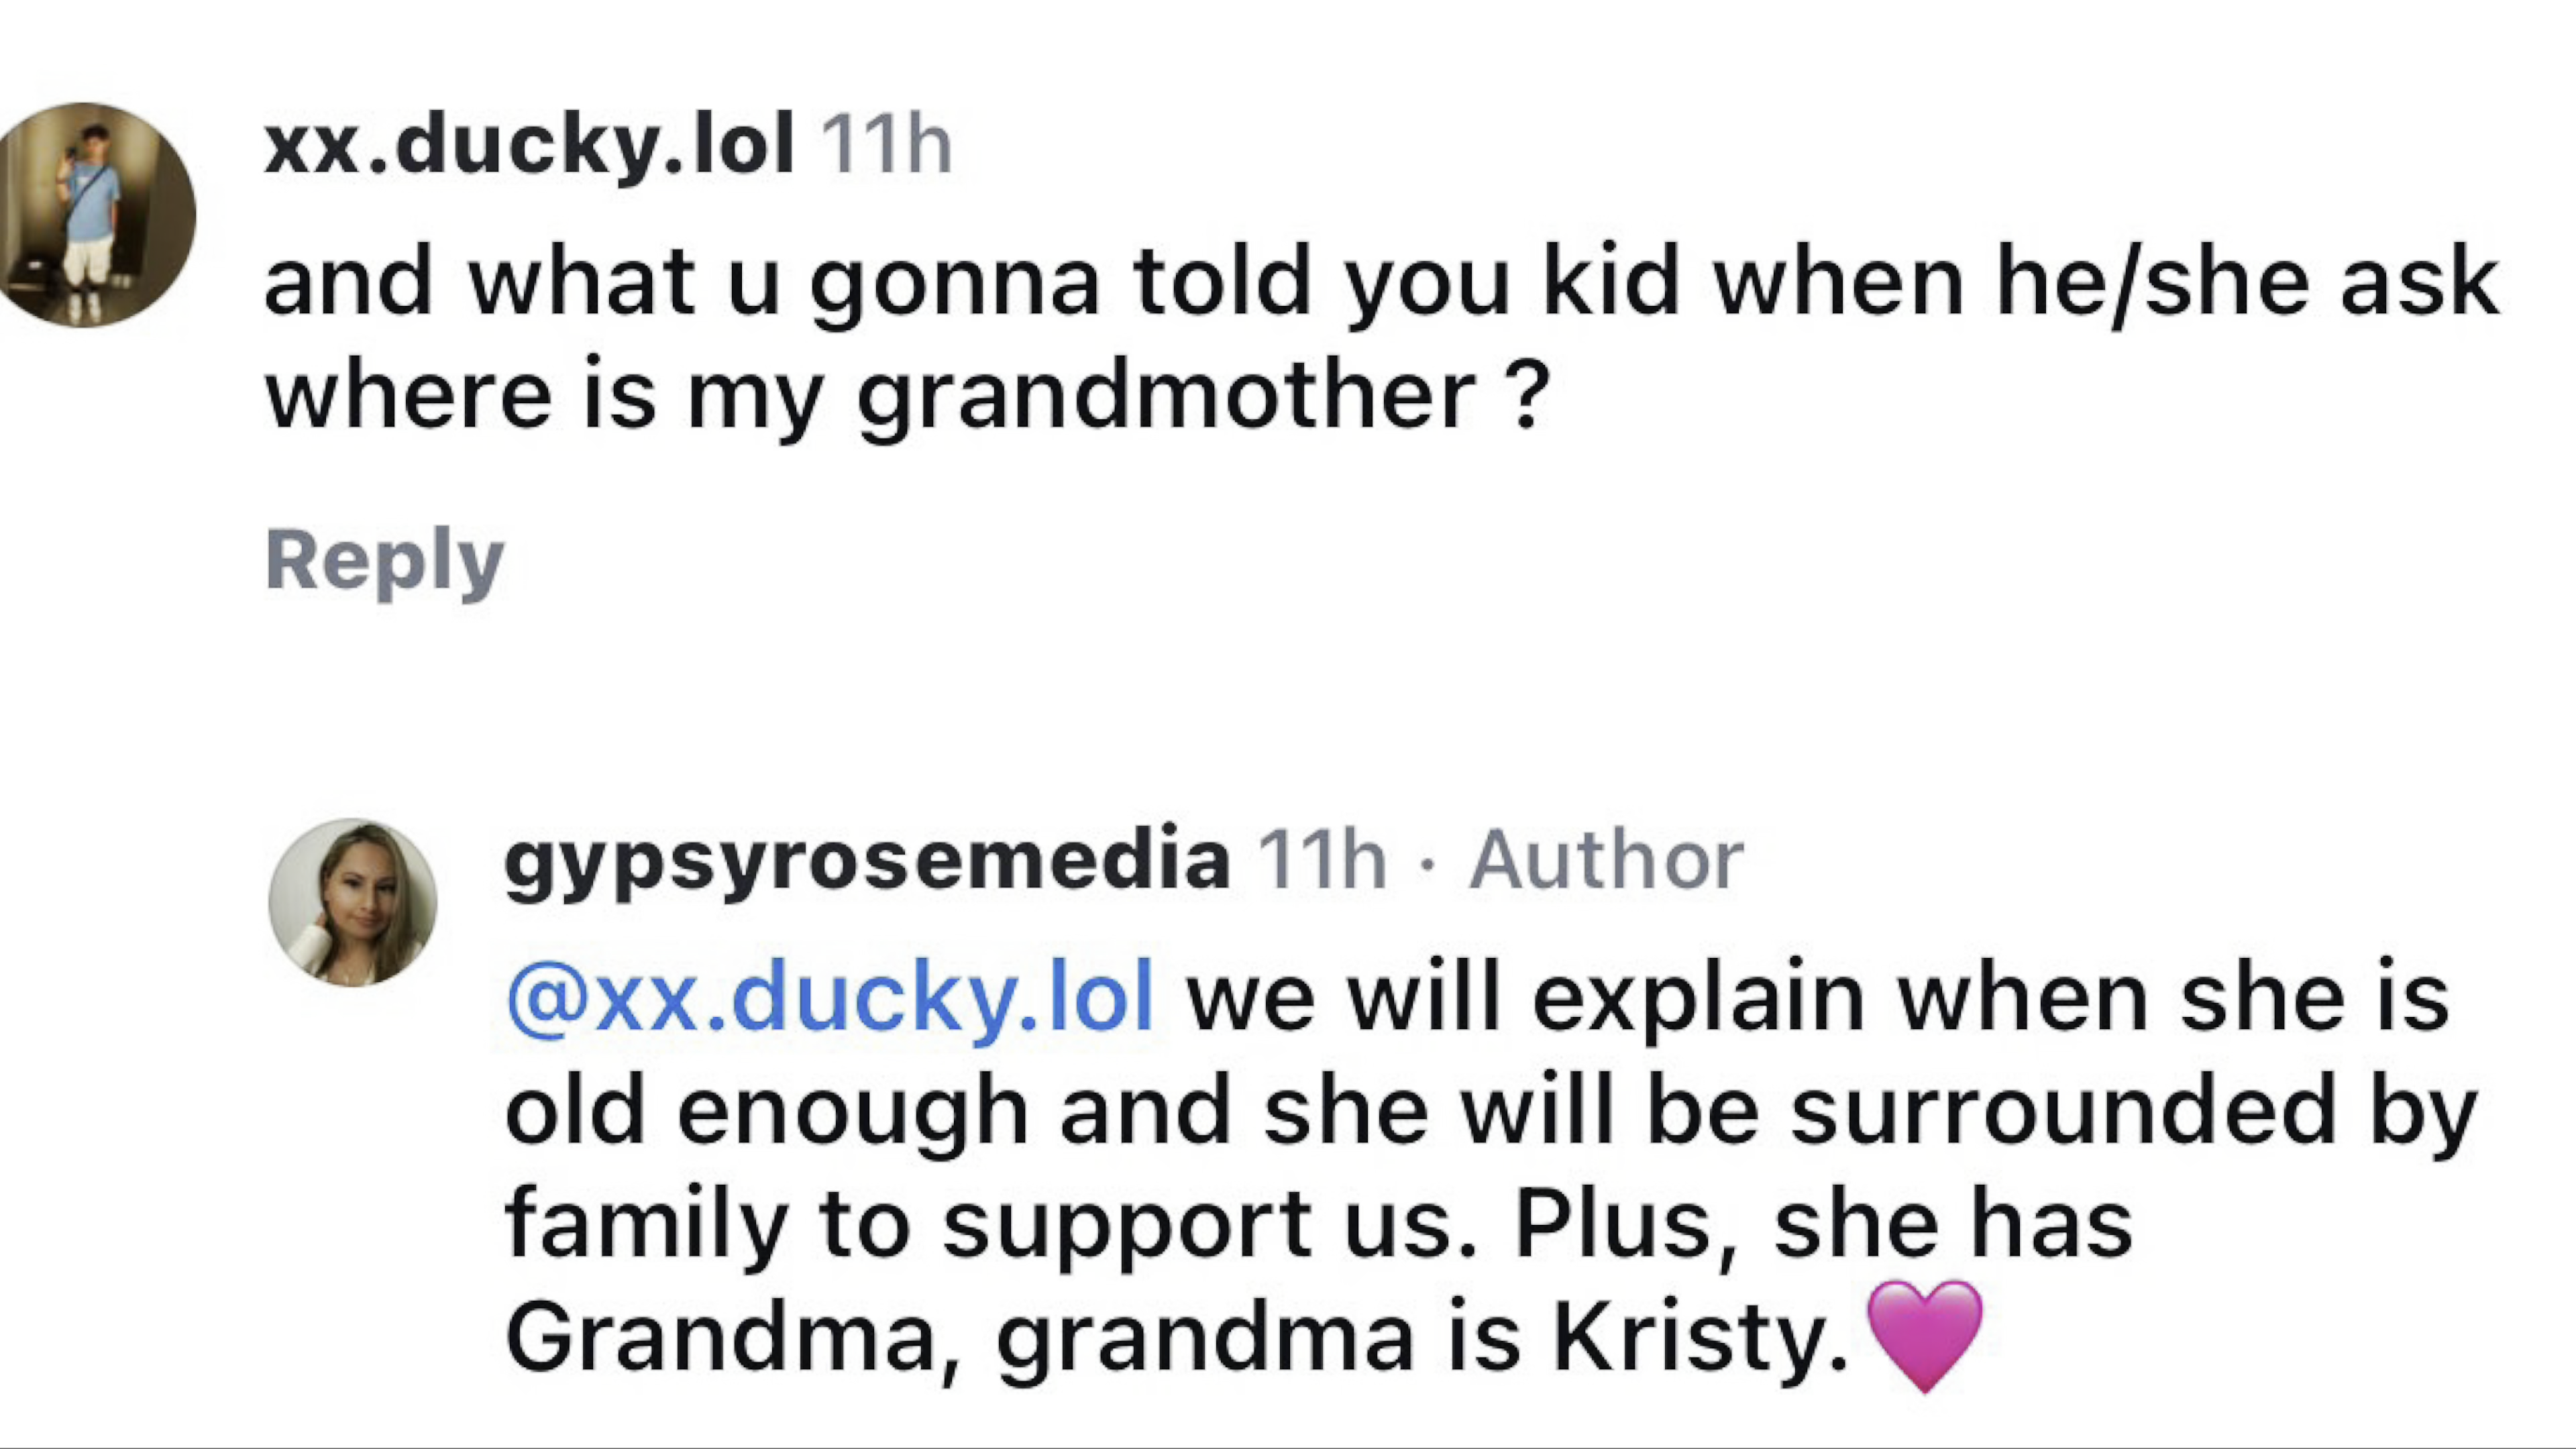 xx.ducky.lol 11h
and what u gonna told you kid when he/she ask
where is my grandmother ?
Reply
gypsyrosemedia 11h · Author
@xx.ducky.lol we will explain when she is
old enough and she will be surrounded by
family to support us. Plus, she has
Grandma, grandma is Kristy.🩷